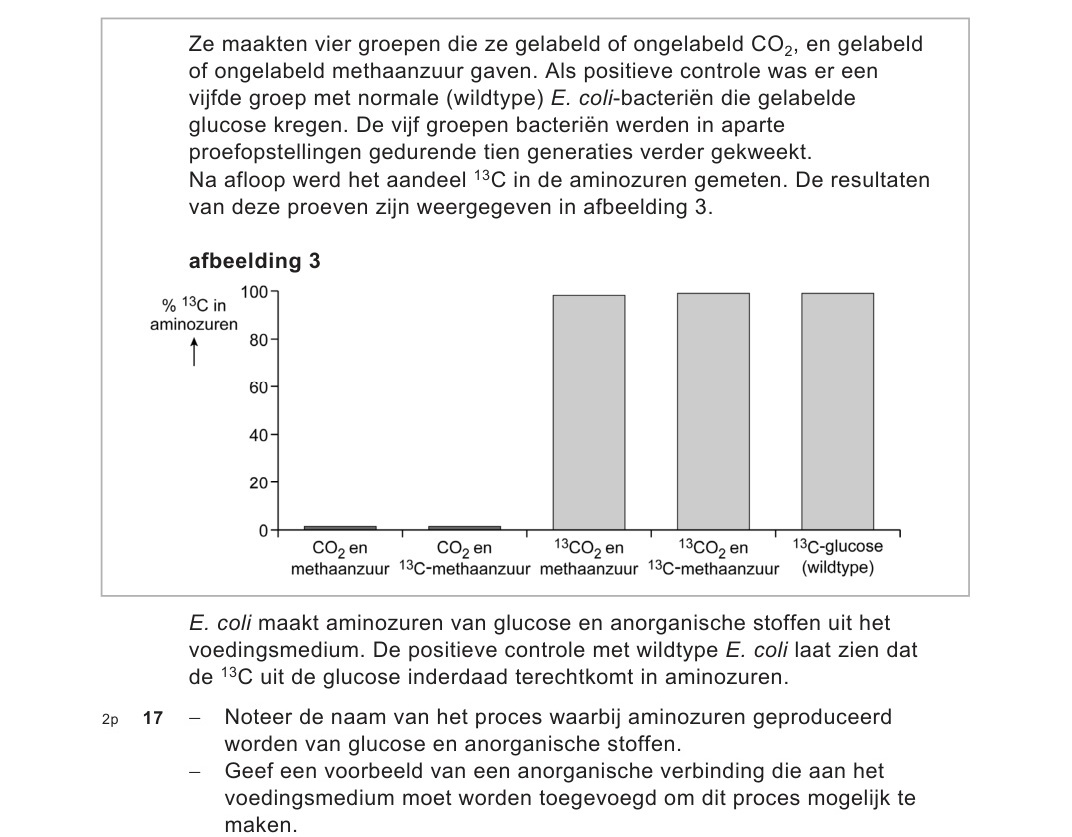 Ze maakten vier groepen die ze gelabeld of ongelabeld CO₂, en gelabeld
of ongelabeld methaanzuur gaven. Als positieve controle was er een
vijfde groep met normale (wildtype) E. coli-bacteriën die gelabelde
glucose kregen. De vijf groepen bacteriën werden in aparte
proefopstellingen gedurende tien generaties verder gekweekt.
Na afloop werd het aandeel ¹³C in de aminozuren gemeten. De resultaten
van deze proeven zijn weergegeven in afbeelding 3.
afbeelding 3
% ¹³C in
aminozuren
100
80
60
40
20
0
CO₂ en
methaanzuur
CO₂ en
¹³C-methaanzuur
¹³CO₂ en
methaanzuur
¹³CO₂ en
¹³C-methaanzuur
¹³C-glucose
(wildtype)
E. coli maakt aminozuren van glucose en anorganische stoffen uit het
voedingsmedium. De positieve controle met wildtype E. coli laat zien dat
de ¹³C uit de glucose inderdaad terechtkomt in aminozuren.
2p 17 – Noteer de naam van het proces waarbij aminozuren geproduceerd
worden van glucose en anorganische stoffen.
– Geef een voorbeeld van een anorganische verbinding die aan het
voedingsmedium moet worden toegevoegd om dit proces mogelijk te
maken.